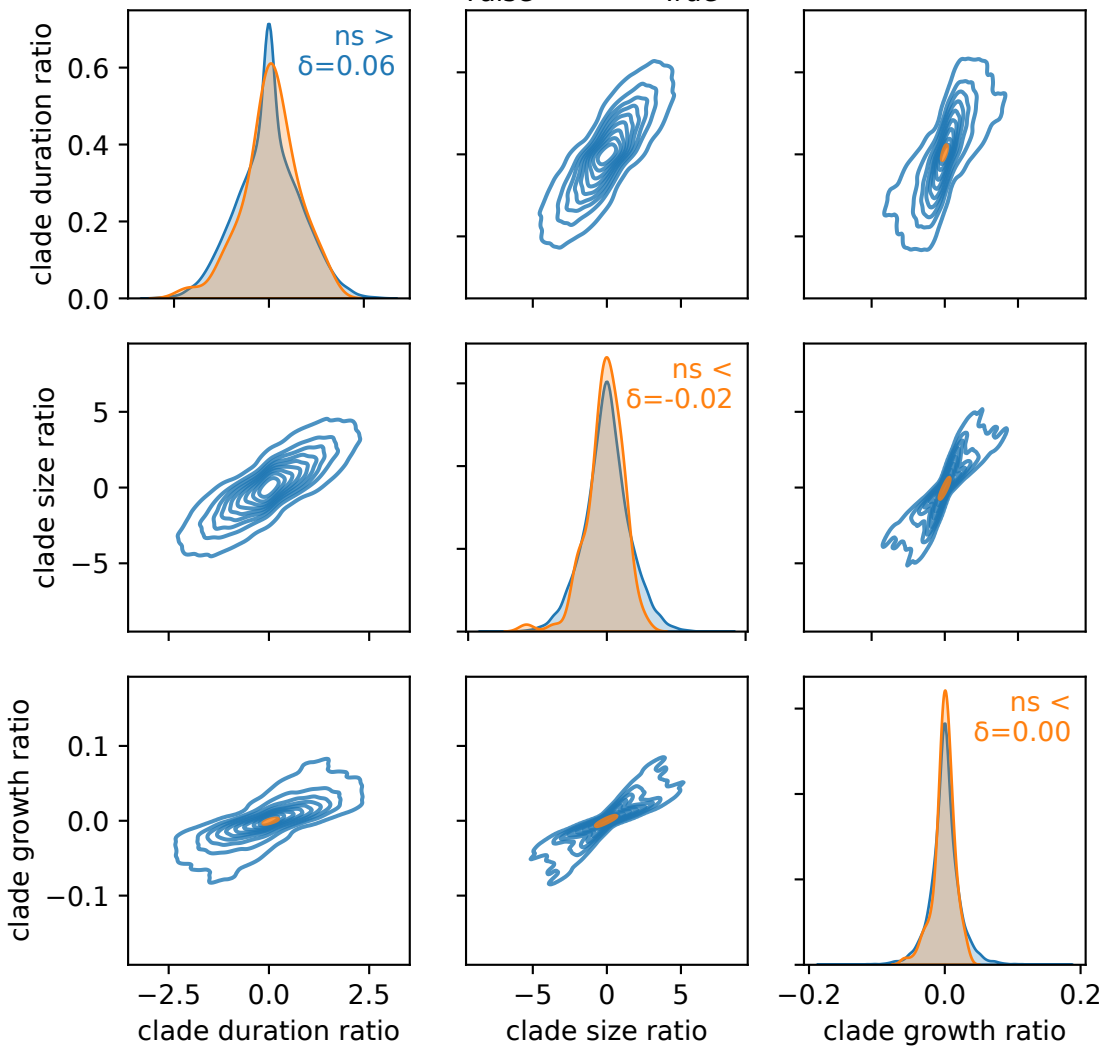 ns >
δ=0.06
0.6
0.4
0.2
0.0
clade duration ratio
ns <
δ=-0.02
5
0
−5
clade size ratio
ns <
δ=0.00
0.1
0.0
−0.1
clade growth ratio
−2.5 0.0 2.5
−5 0 5
−0.2 0.0 0.2
clade duration ratio
clade size ratio
clade growth ratio